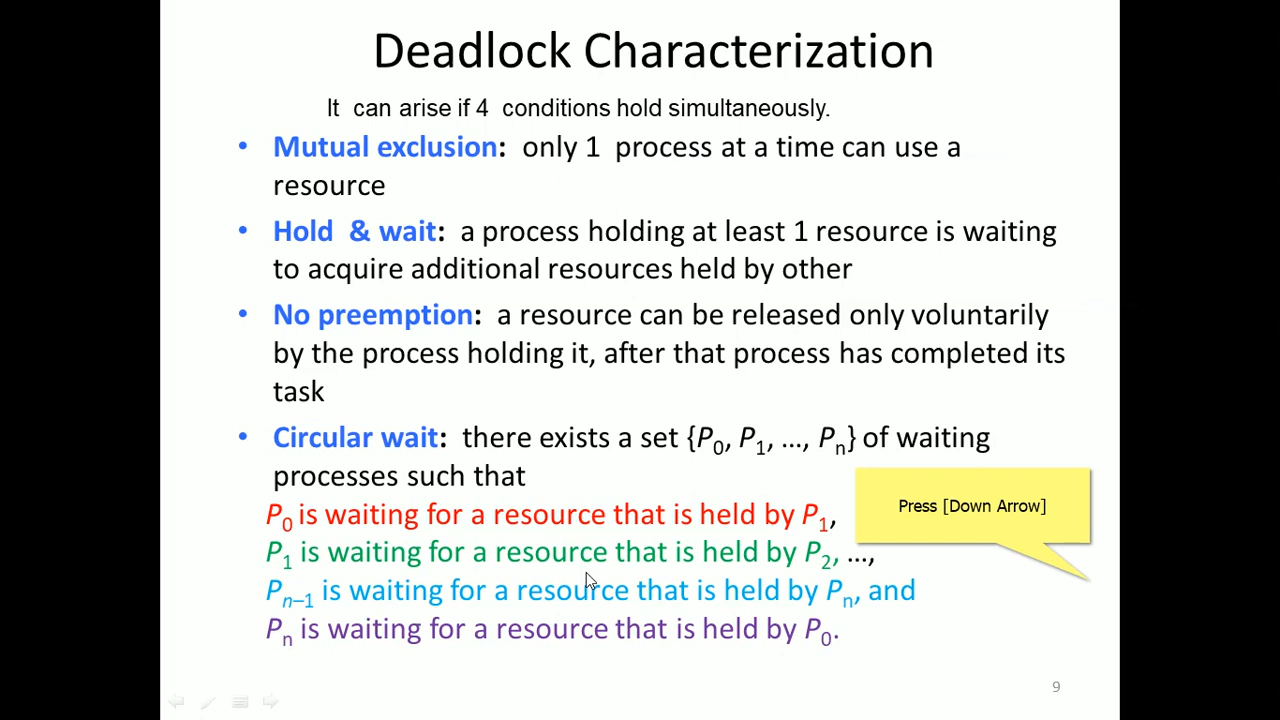 Deadlock Characterization
It can arise if 4 conditions hold simultaneously.
• Mutual exclusion: only 1 process at a time can use a
resource
• Hold & wait: a process holding at least 1 resource is waiting
to acquire additional resources held by other
• No preemption: a resource can be released only voluntarily
by the process holding it, after that process has completed its
task
• Circular wait: there exists a set {P0, P1, …, Pn} of waiting
processes such that
P0 is waiting for a resource that is held by P1,
P1 is waiting for a resource that is held by P2, …,
Pn–1 is waiting for a resource that is held by Pn, and
Pn is waiting for a resource that is held by P0.
Press [Down Arrow]
9